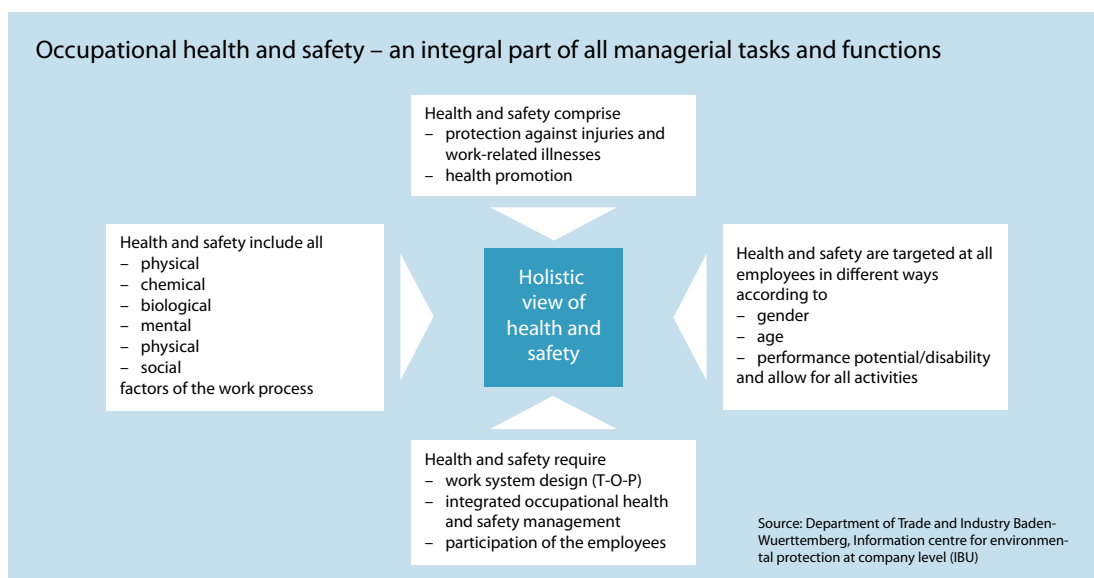 Occupational health and safety – an integral part of all managerial tasks and functions
Health and safety comprise
– protection against injuries and
work-related illnesses
– health promotion
Health and safety include all
– physical
– chemical
– biological
– mental
– physical
– social
factors of the work process
Holistic
view of
health and
safety
Health and safety are targeted at all
employees in different ways
according to
– gender
– age
– performance potential/disability
and allow for all activities
Health and safety require
– work system design (T-O-P)
– integrated occupational health
and safety management
– participation of the employees
Source: Department of Trade and Industry Baden-
Wuerttemberg, Information centre for environmen-
tal protection at company level (IBU)